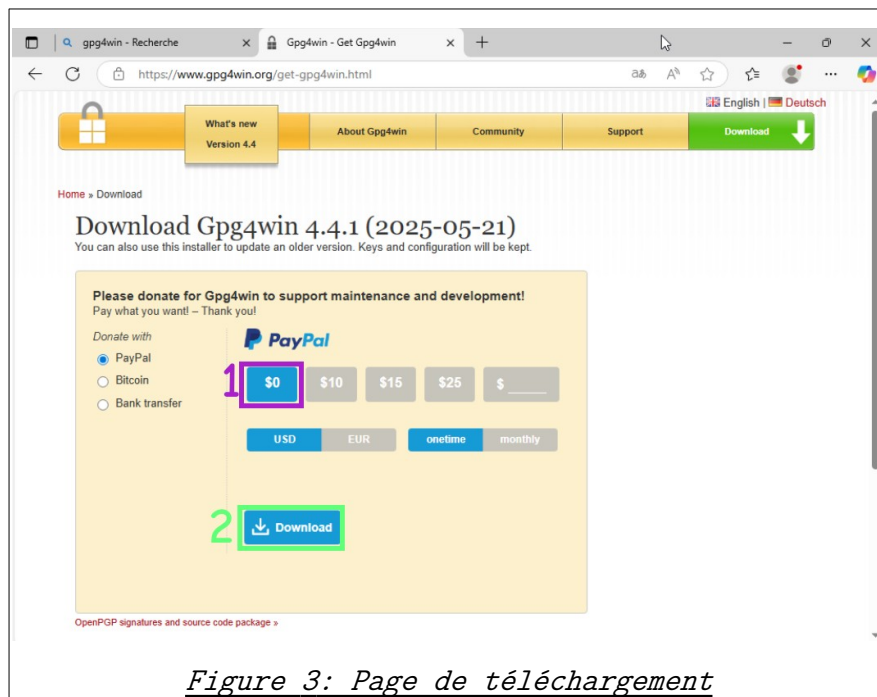 gpg4win - Recherche
Gpg4win - Get Gpg4win
https://www.gpg4win.org/get-gpg4win.html
English | Deutsch
What's new
Version 4.4
About Gpg4win
Community
Support
Download
Home » Download
Download Gpg4win 4.4.1 (2025-05-21)
You can also use this installer to update an older version. Keys and configuration will be kept.
Please donate for Gpg4win to support maintenance and development!
Pay what you want! – Thank you!
Donate with
PayPal
PayPal
Bitcoin
Bank transfer
1
$0 $10 $15 $25 $ ____
USD EUR onetime monthly
2
Download
OpenPGP signatures and source code package »
Figure 3: Page de téléchargement